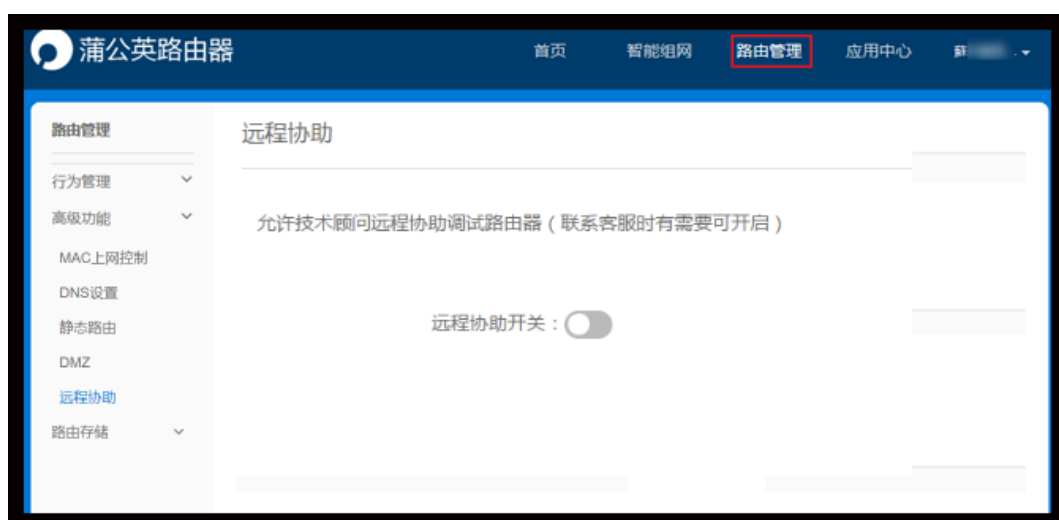 蒲公英路由器
首页 智能组网 路由管理 应用中心
路由管理
远程协助
行为管理
高级功能
允许技术顾问远程协助调试路由器（联系客服时有需要可开启）
MAC上网控制
DNS设置
远程协助开关：
静态路由
DMZ
远程协助
路由存储